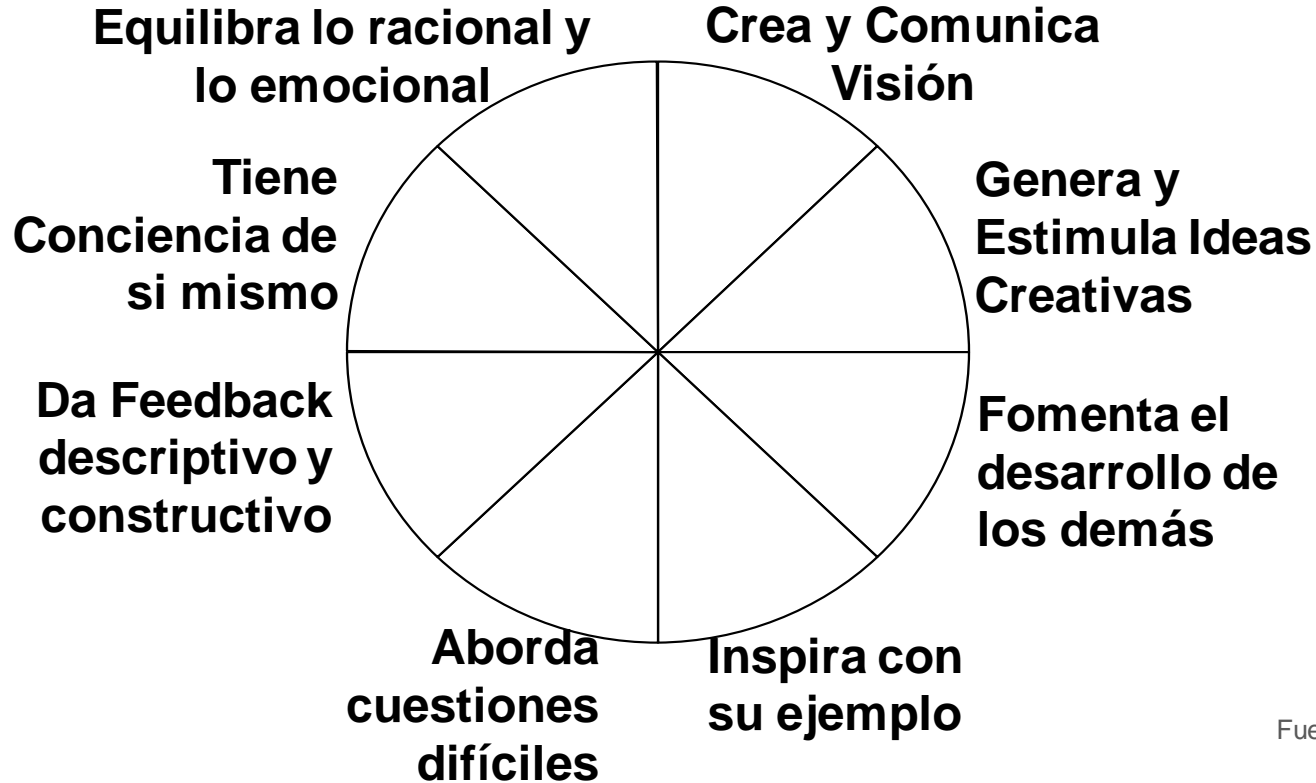 Equilibra lo racional y
lo emocional
Crea y Comunica
Visión
Tiene
Conciencia de
si mismo
Genera y
Estimula Ideas
Creativas
Da Feedback
descriptivo y
constructivo
Fomenta el
desarrollo de
los demás
Aborda
cuestiones
difíciles
Inspira con
su ejemplo